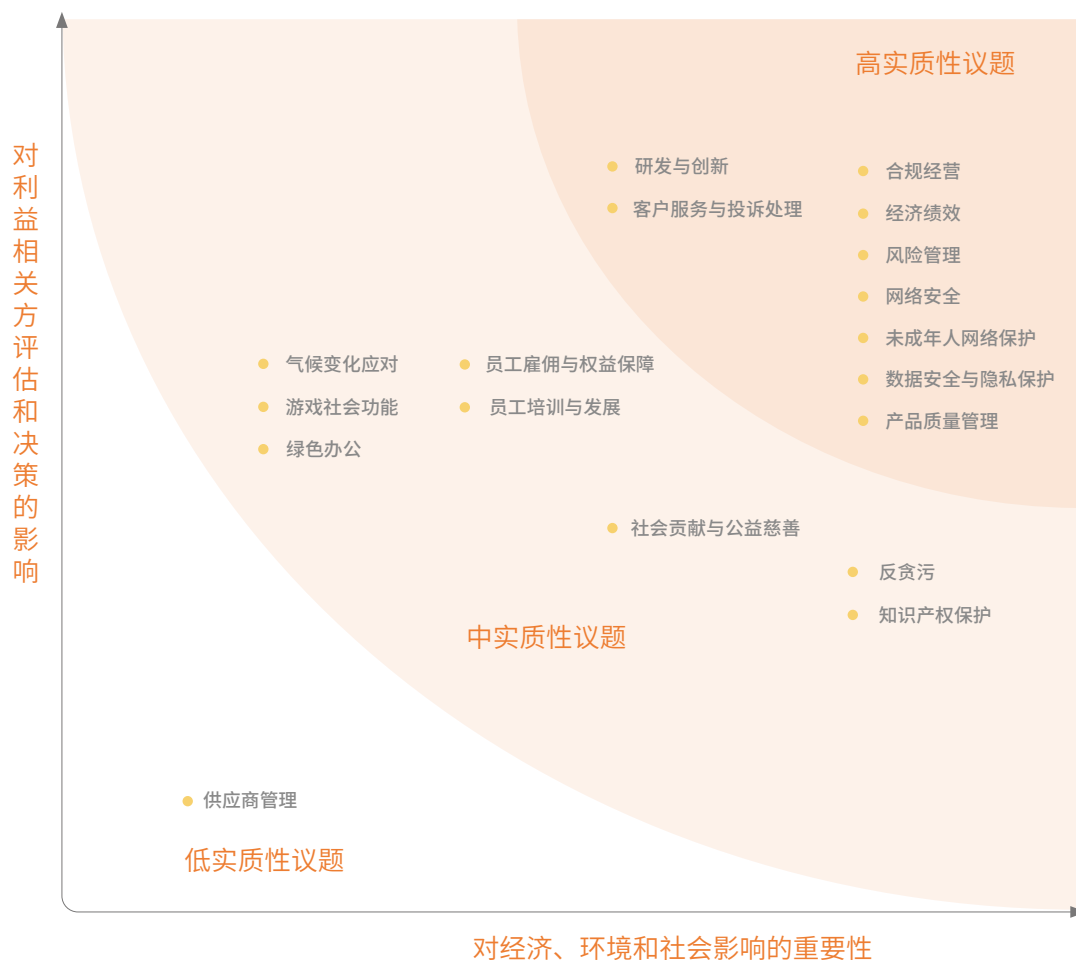 高实质性议题
对利益相关方评估和决策的影响
研发与创新
客户服务与投诉处理
合规经营
经济绩效
风险管理
网络安全
未成年人网络保护
数据安全与隐私保护
产品质量管理
气候变化应对
游戏社会功能
绿色办公
员工雇佣与权益保障
员工培训与发展
社会贡献与公益慈善
反贪污
知识产权保护
中实质性议题
供应商管理
低实质性议题
对经济、环境和社会影响的重要性